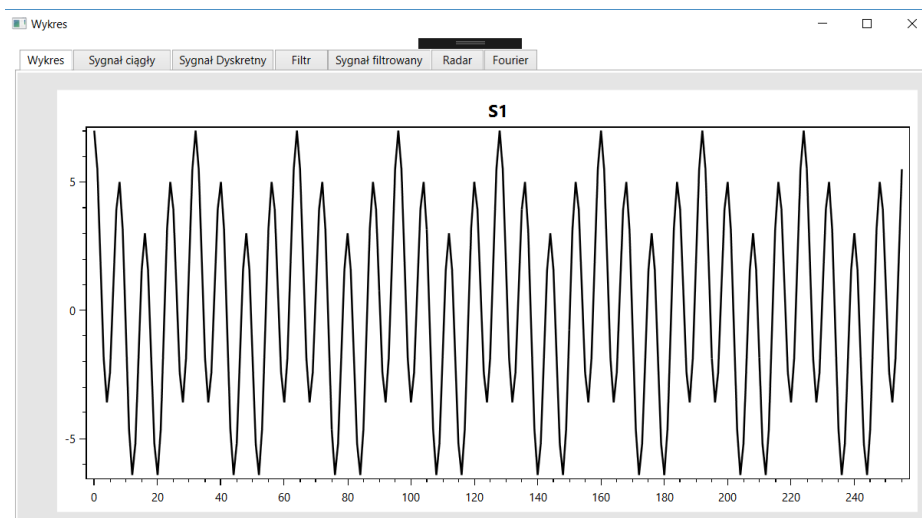 Wykres
Wykres Sygnał ciągły Sygnał Dyskretny Filtr Sygnał filtrowany Radar Fourier
S1
5
0
-5
0 20 40 60 80 100 120 140 160 180 200 220 240